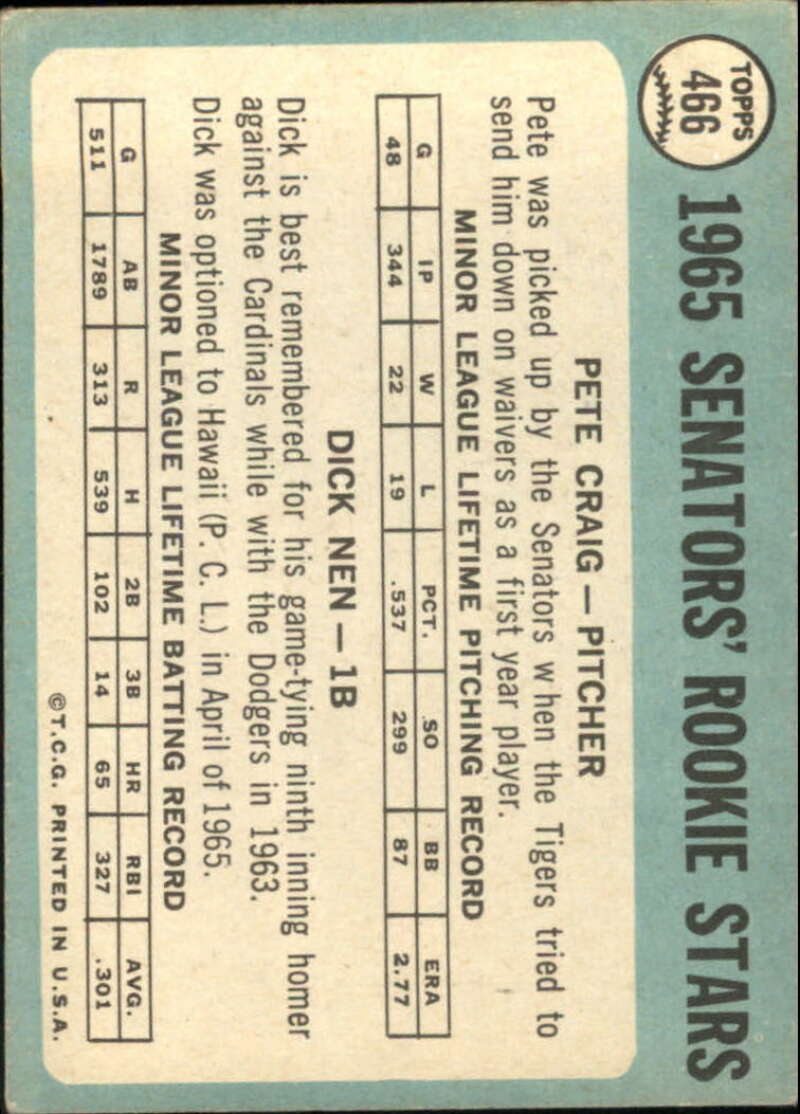 TOPPS
466
1965 SENATORS' ROOKIE STARS
PETE CRAIG — PITCHER
Pete was picked up by the Senators when the Tigers tried to
send him down on waivers as a first year player.
MINOR LEAGUE LIFETIME PITCHING RECORD
G IP W L PCT. SO BB ERA
48 344 22 19 .537 299 87 2.77
DICK NEN — 1B
Dick is best remembered for his game-tying ninth inning homer
against the Cardinals while with the Dodgers in 1963.
Dick was optioned to Hawaii (P. C. L.) in April of 1965.
MINOR LEAGUE LIFETIME BATTING RECORD
G AB R H 2B 3B HR RBI AVG.
511 1789 313 539 102 14 65 327 .301
©T.C.G. PRINTED IN U.S.A.